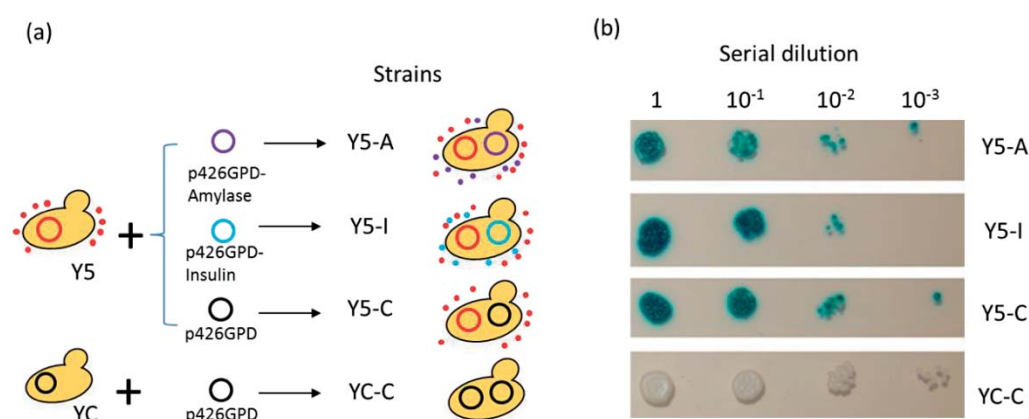 (a)
Strains
p426GPD-
Amylase
Y5-A
Y5
p426GPD-
Insulin
Y5-I
p426GPD
Y5-C
YC
p426GPD
YC-C
(b)
Serial dilution
1 10-1 10-2 10-3
Y5-A
Y5-I
Y5-C
YC-C